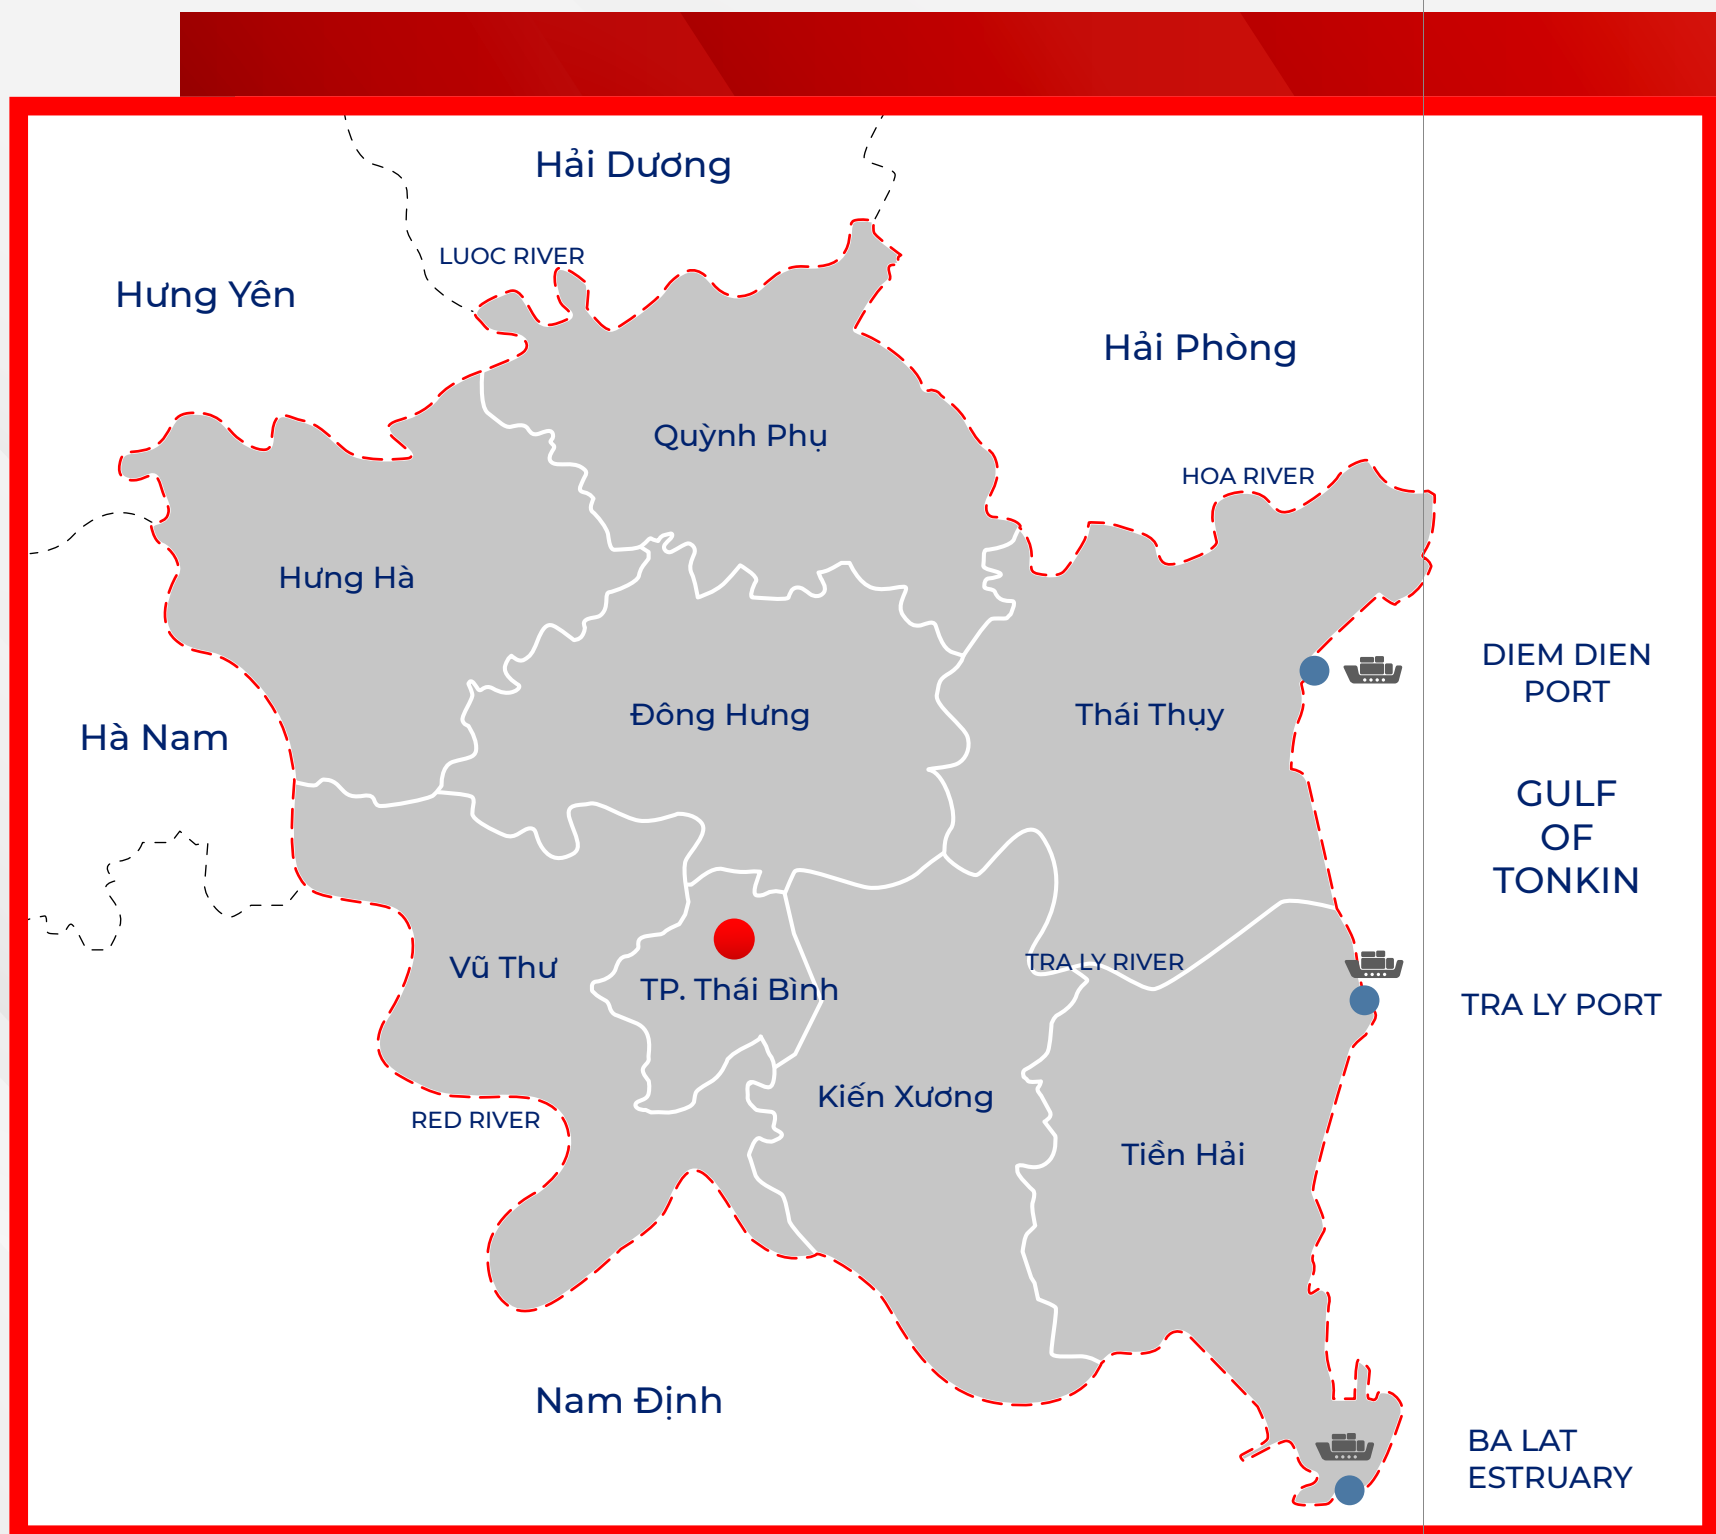 Hải Dương
LUOC RIVER
Hưng Yên
Hải Phòng
Quỳnh Phụ
HOA RIVER
Hưng Hà
DIEM DIEN
PORT
Đông Hưng
Thái Thụy
Hà Nam
GULF
OF
TONKIN
Vũ Thư
TRA LY RIVER
TP. Thái Bình
TRA LY PORT
Kiến Xương
RED RIVER
Tiền Hải
Nam Định
BA LAT
ESTRUARY